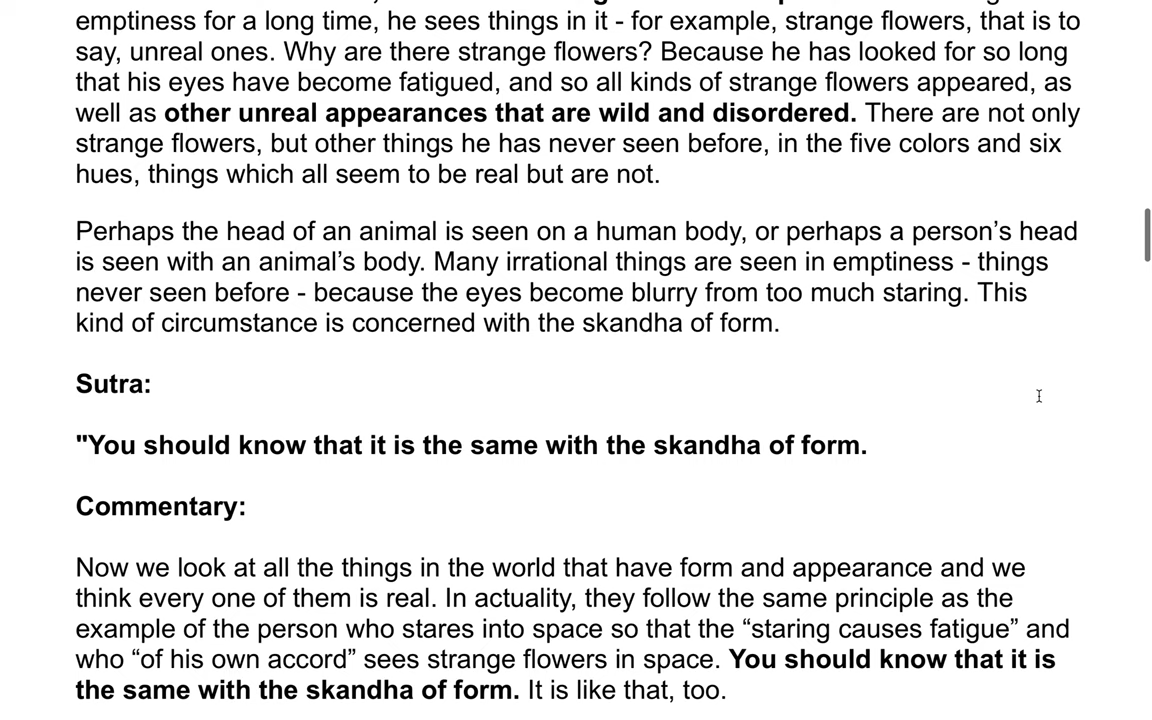 emptiness for a long time, he sees things in it - for example, strange flowers, that is to
say, unreal ones. Why are there strange flowers? Because he has looked for so long
that his eyes have become fatigued, and so all kinds of strange flowers appeared, as
well as other unreal appearances that are wild and disordered. There are not only
strange flowers, but other things he has never seen before, in the five colors and six
hues, things which all seem to be real but are not.
Perhaps the head of an animal is seen on a human body, or perhaps a person’s head
is seen with an animal’s body. Many irrational things are seen in emptiness - things
never seen before - because the eyes become blurry from too much staring. This
kind of circumstance is concerned with the skandha of form.
Sutra:
"You should know that it is the same with the skandha of form.
Commentary:
Now we look at all the things in the world that have form and appearance and we
think every one of them is real. In actuality, they follow the same principle as the
example of the person who stares into space so that the “staring causes fatigue” and
who “of his own accord” sees strange flowers in space. You should know that it is
the same with the skandha of form. It is like that, too.